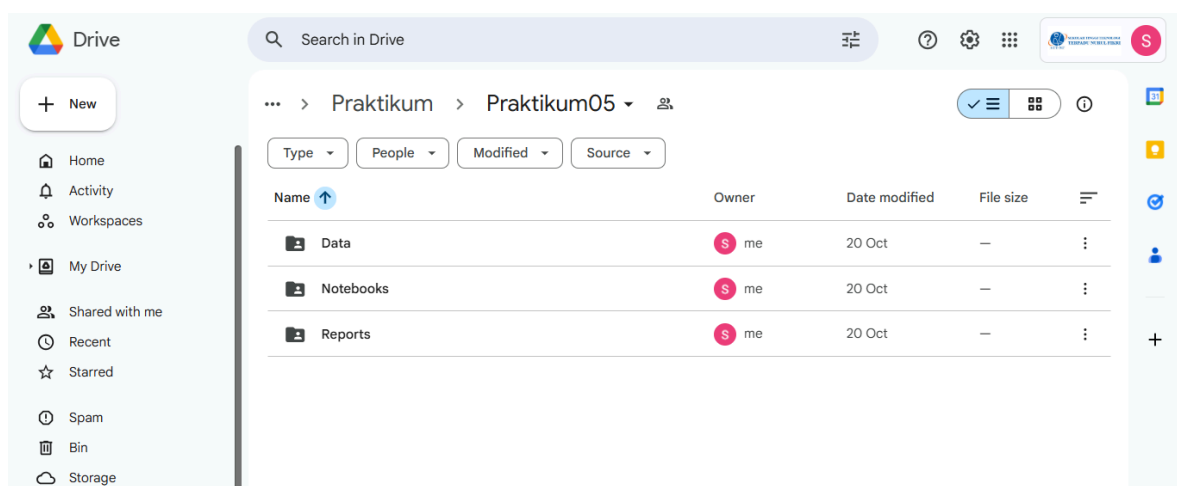 Drive
Search in Drive
S
New
Home
Activity
Workspaces
My Drive
Shared with me
Recent
Starred
Spam
Bin
Storage
Praktikum > Praktikum05
Type People Modified Source
Name Owner Date modified File size
Data S me 20 Oct —
Notebooks S me 20 Oct —
Reports S me 20 Oct —
31